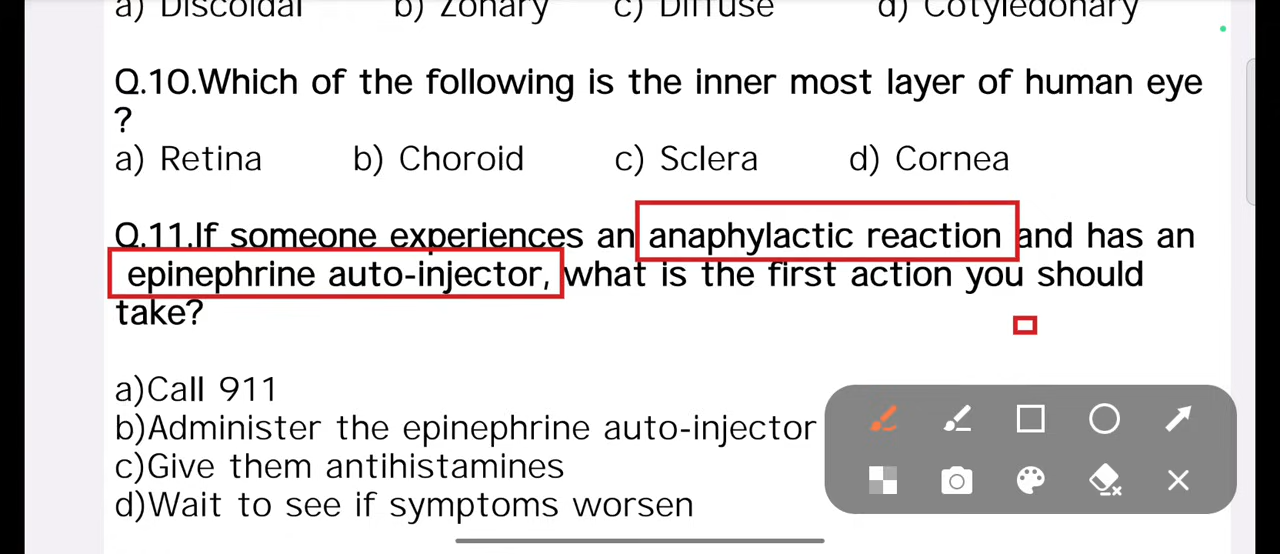 a) Discoidal b) Zonary c) Diffuse d) Cotyledonary
Q.10.Which of the following is the inner most layer of human eye
?
a) Retina b) Choroid c) Sclera d) Cornea
Q.11.If someone experiences an anaphylactic reaction and has an
epinephrine auto-injector, what is the first action you should
take?
a)Call 911
b)Administer the epinephrine auto-injector
c)Give them antihistamines
d)Wait to see if symptoms worsen